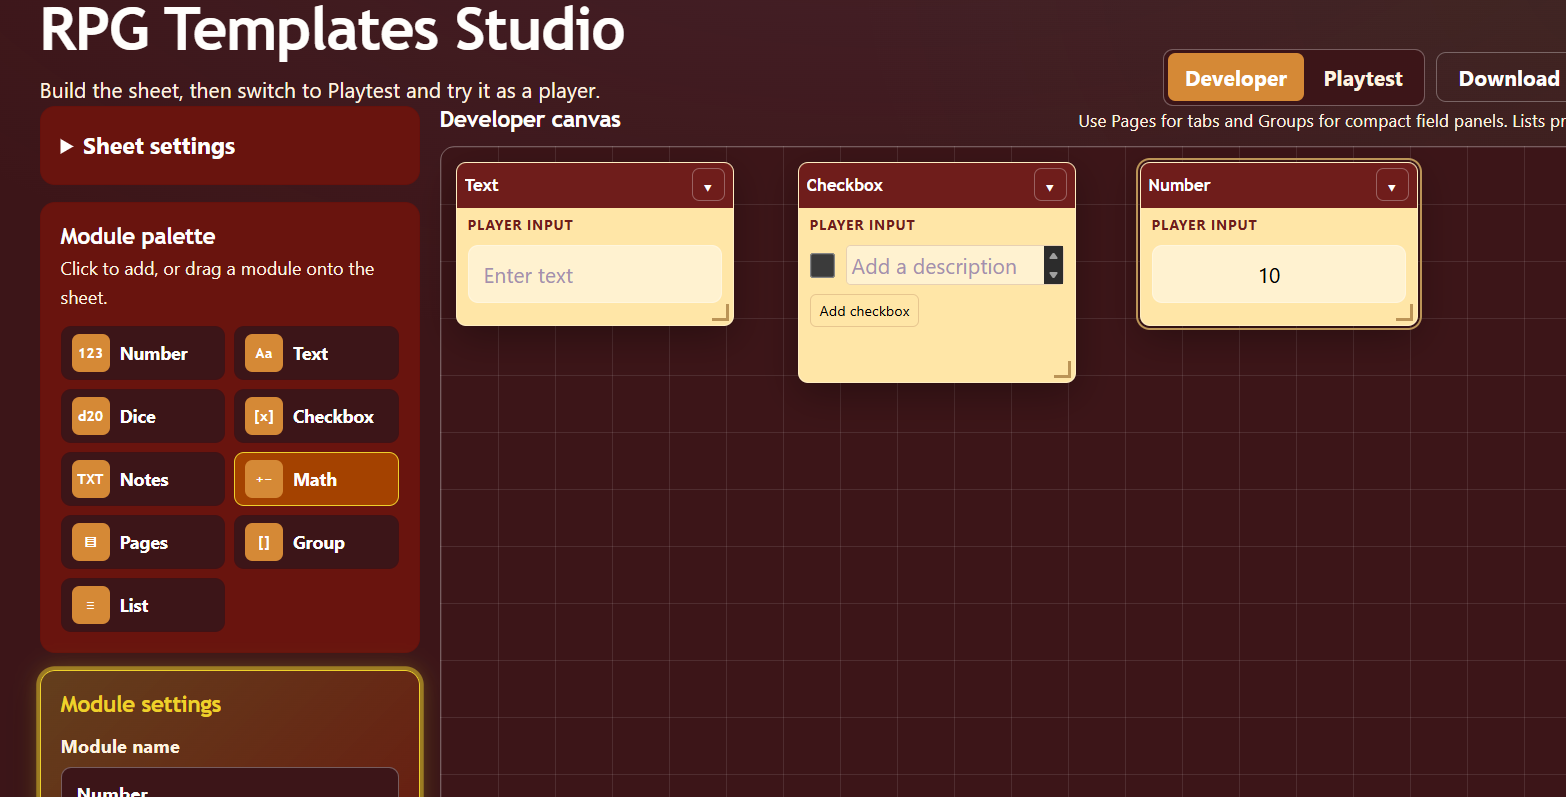 RPG Templates Studio
Build the sheet, then switch to Playtest and try it as a player.
Developer
Playtest
Download
▶ Sheet settings
Developer canvas
Use Pages for tabs and Groups for compact field panels. Lists pr
Module palette
Click to add, or drag a module onto the
sheet.
123 Number
Aa Text
d20 Dice
[x] Checkbox
TXT Notes
+− Math
Pages
[] Group
List
Module settings
Module name
Number
Text
PLAYER INPUT
Enter text
Checkbox
PLAYER INPUT
Add a description
Add checkbox
Number
PLAYER INPUT
10